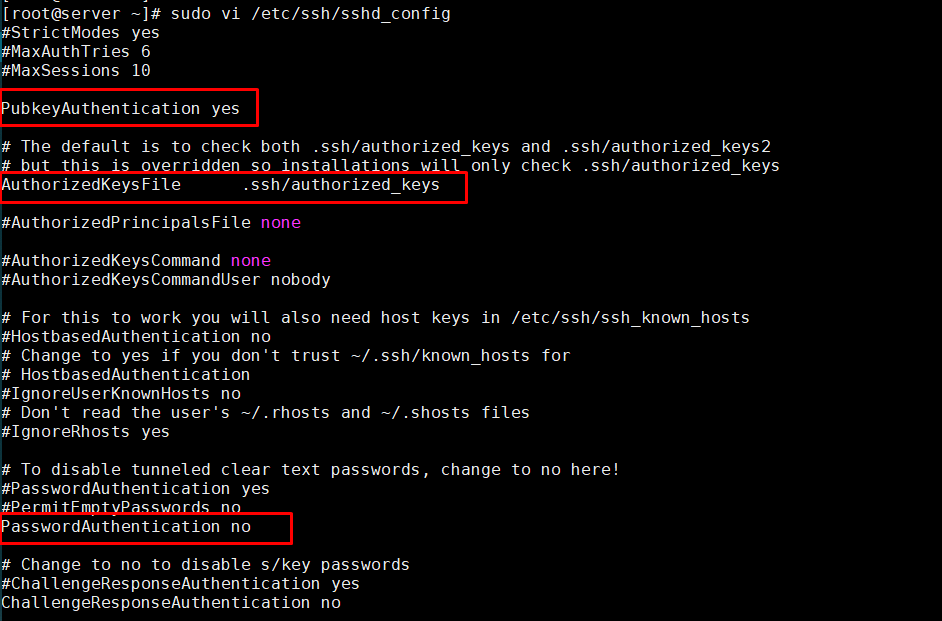 [root@server ~]# sudo vi /etc/ssh/sshd_config
#StrictModes yes
#MaxAuthTries 6
#MaxSessions 10
PubkeyAuthentication yes
# The default is to check both .ssh/authorized_keys and .ssh/authorized_keys2
# but this is overridden so installations will only check .ssh/authorized_keys
AuthorizedKeysFile      .ssh/authorized_keys
#AuthorizedPrincipalsFile none
#AuthorizedKeysCommand none
#AuthorizedKeysCommandUser nobody
# For this to work you will also need host keys in /etc/ssh/ssh_known_hosts
#HostbasedAuthentication no
# Change to yes if you don't trust ~/.ssh/known_hosts for
# HostbasedAuthentication
#IgnoreUserKnownHosts no
# Don't read the user's ~/.rhosts and ~/.shosts files
#IgnoreRhosts yes
# To disable tunneled clear text passwords, change to no here!
#PasswordAuthentication yes
#PermitEmptyPasswords no
PasswordAuthentication no
# Change to no to disable s/key passwords
#ChallengeResponseAuthentication yes
ChallengeResponseAuthentication no